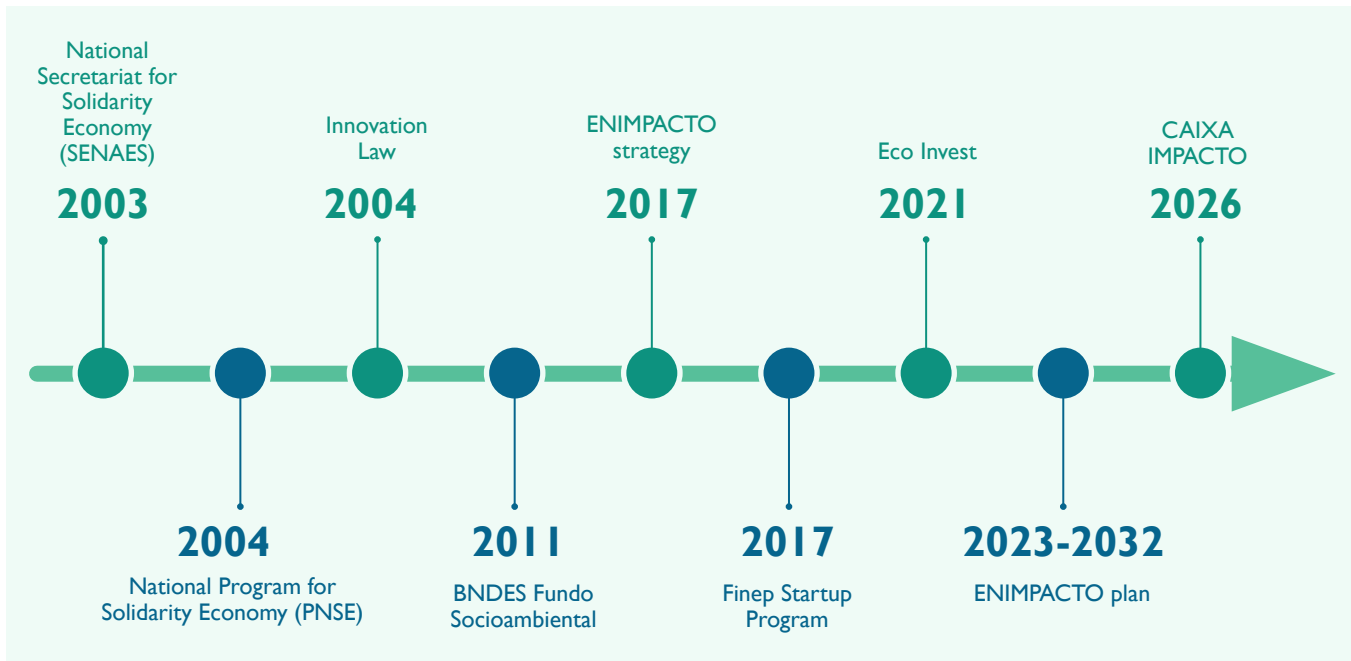 National
Secretariat for
Solidarity
Economy
(SENAES)
2003
Innovation
Law
2004
ENIMPACTO
strategy
2017
Eco Invest
2021
CAIXA
IMPACTO
2026
2004
National Program for
Solidarity Economy (PNSE)
2011
BNDES Fundo
Socioambiental
2017
Finep Startup
Program
2023-2032
ENIMPACTO plan